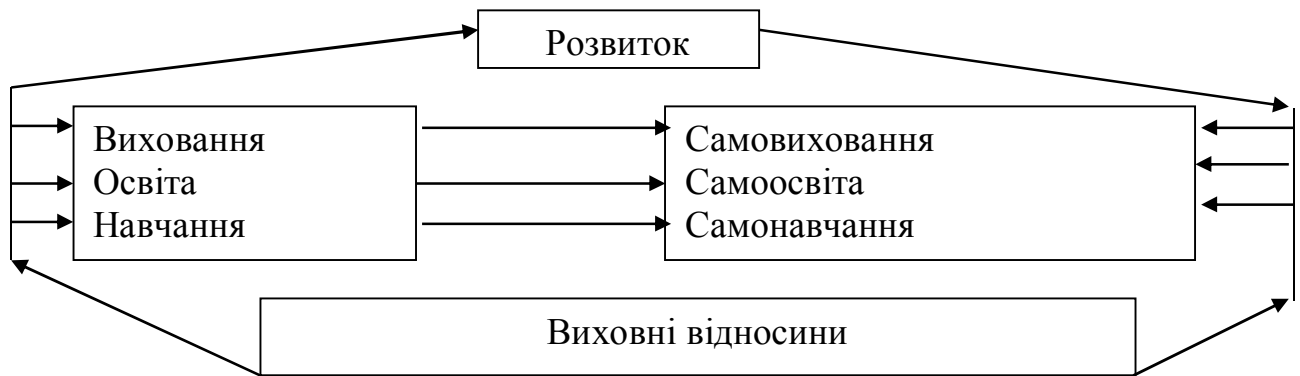 Розвиток
Виховання
Освіта
Навчання
Самовиховання
Самоосвіта
Самонавчання
Виховні відносини